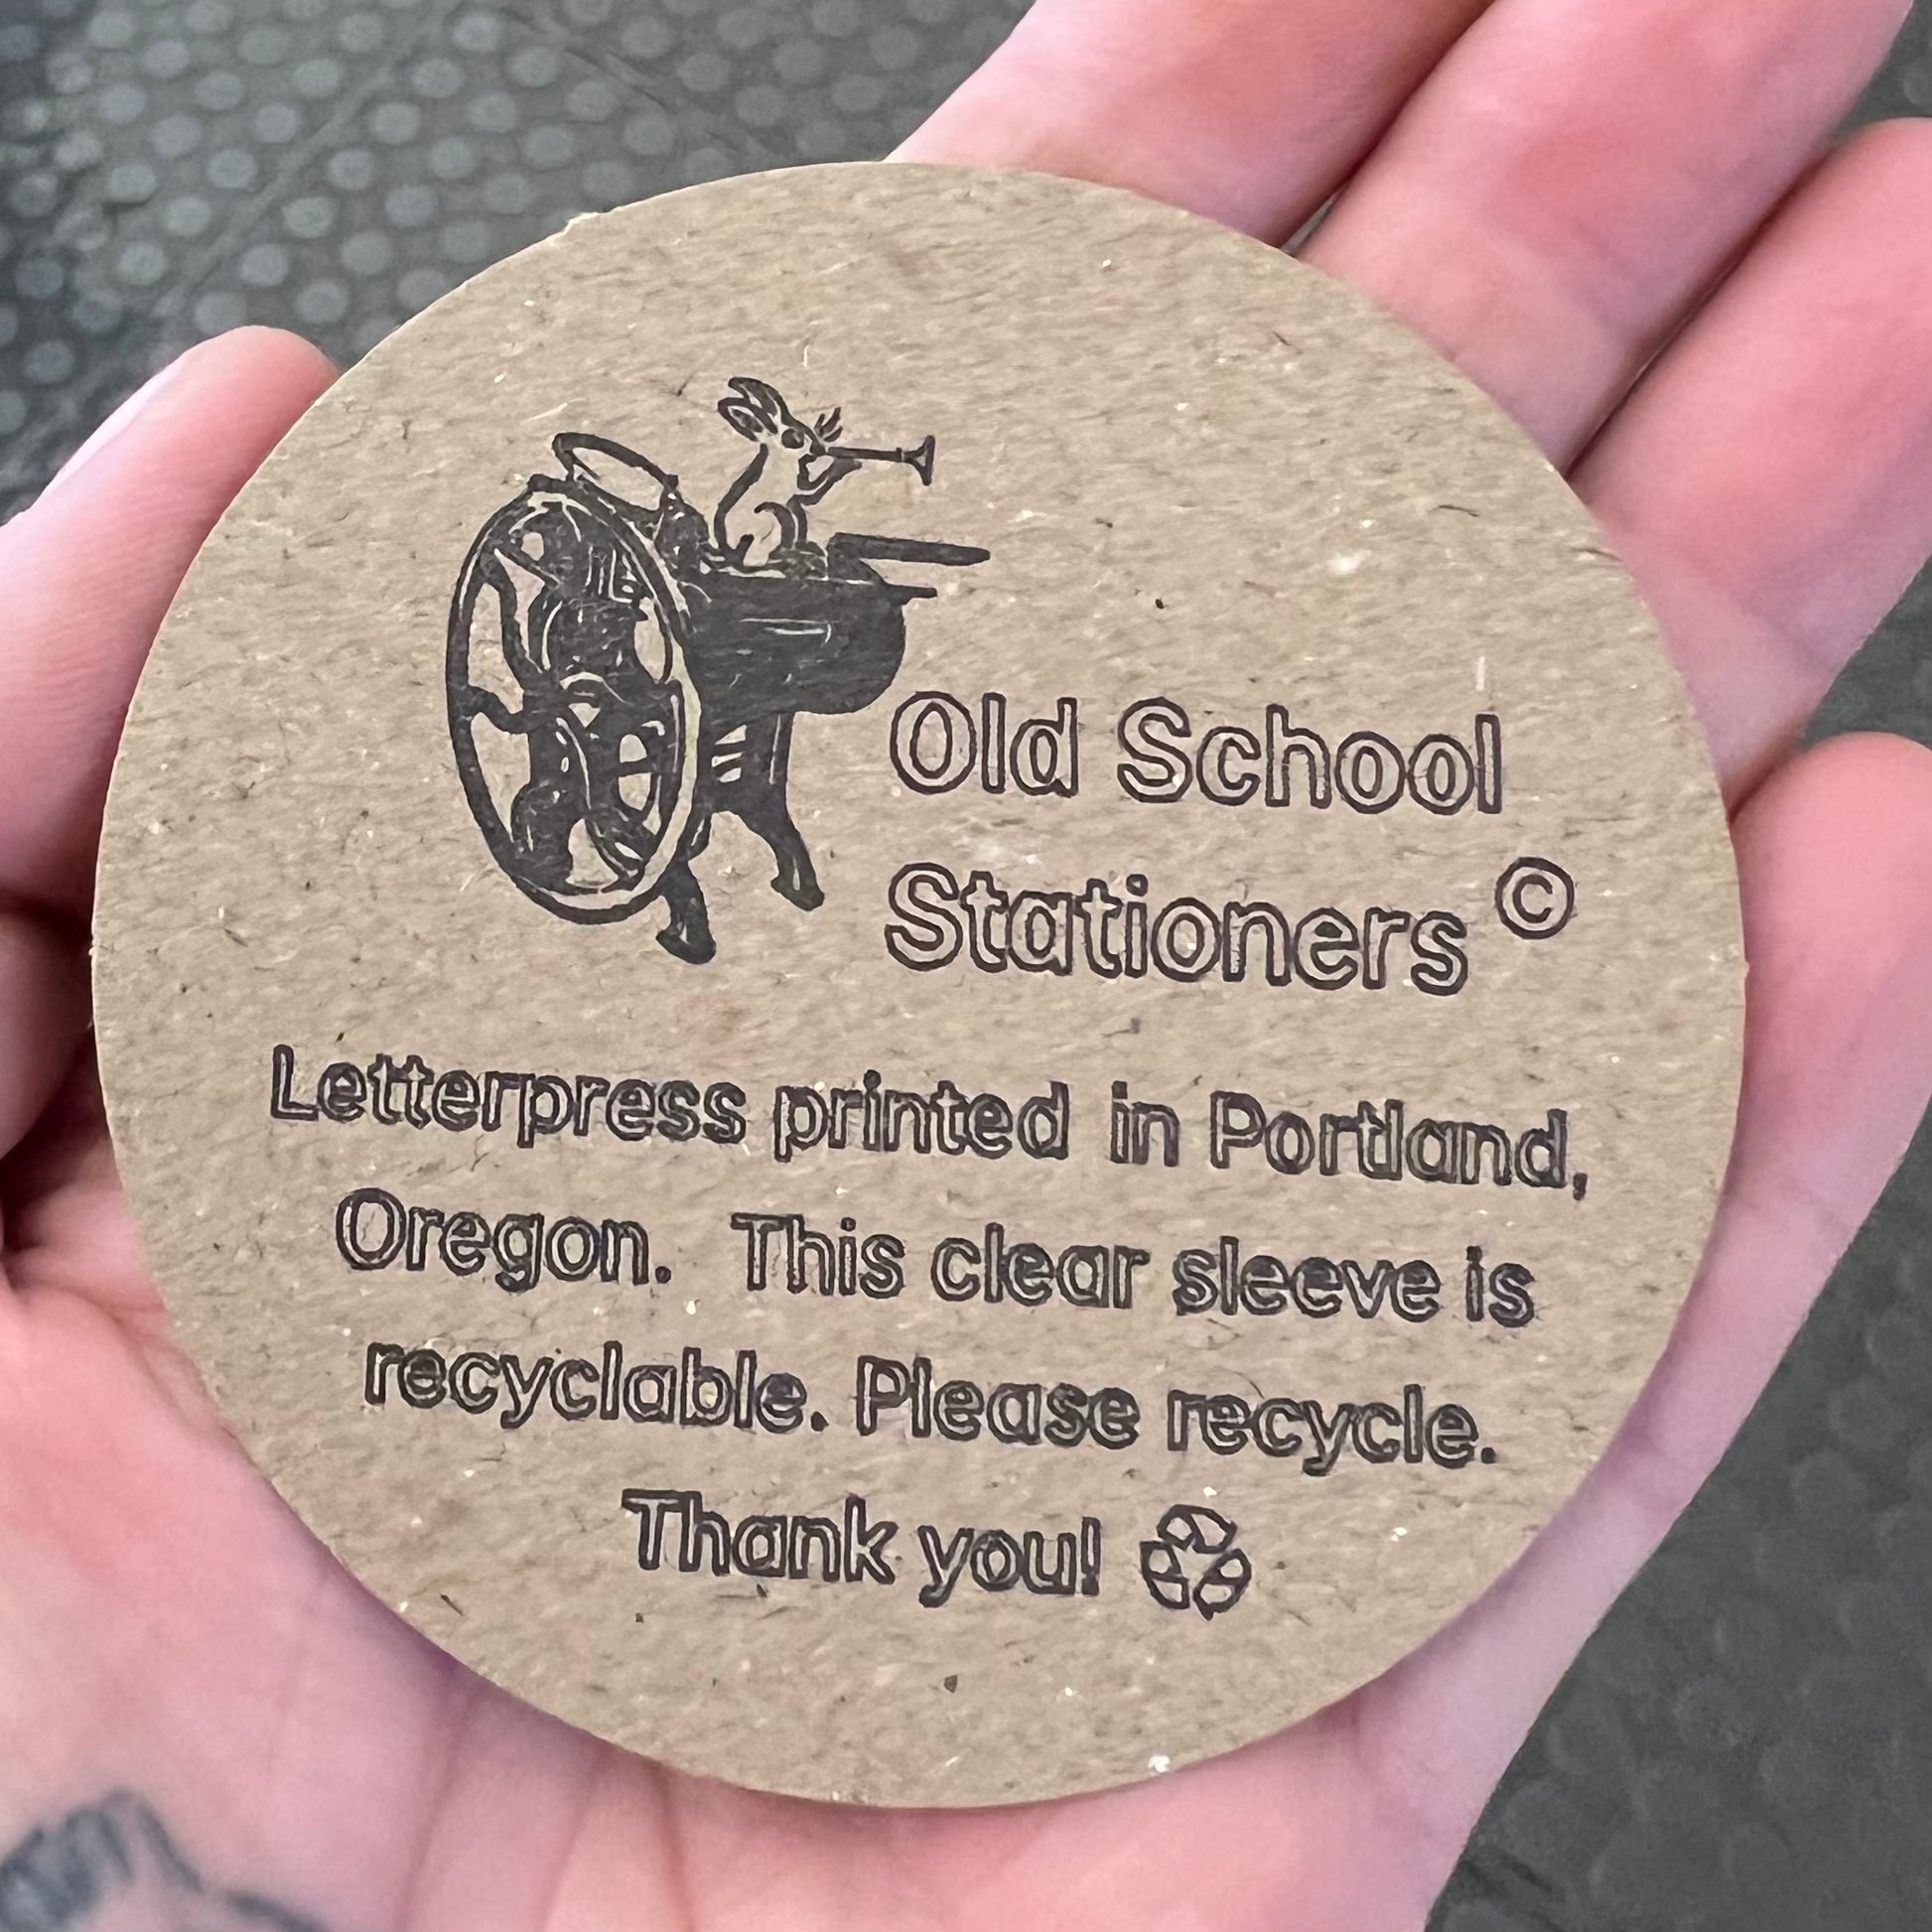 Old School
Stationers ©
Letterpress printed in Portland,
Oregon. This clear sleeve is
recyclable. Please recycle.
Thank you!